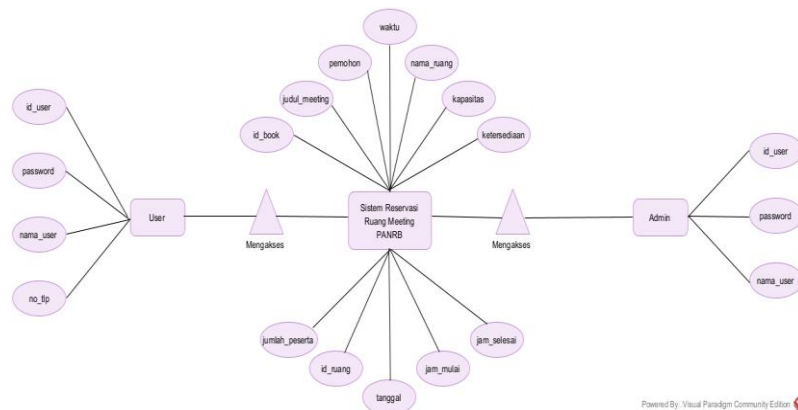 waktu
pemohon
nama_ruang
judul_meeting
kapasitas
id_book
ketersediaan
id_user
password
nama_user
no_tlp
User
Mengakses
Sistem Reservasi
Ruang Meeting
PANRB
Mengakses
Admin
id_user
password
nama_user
jumlah_peserta
id_ruang
tanggal
jam_mulai
jam_selesai
Powered By : Visual Paradigm Community Edition